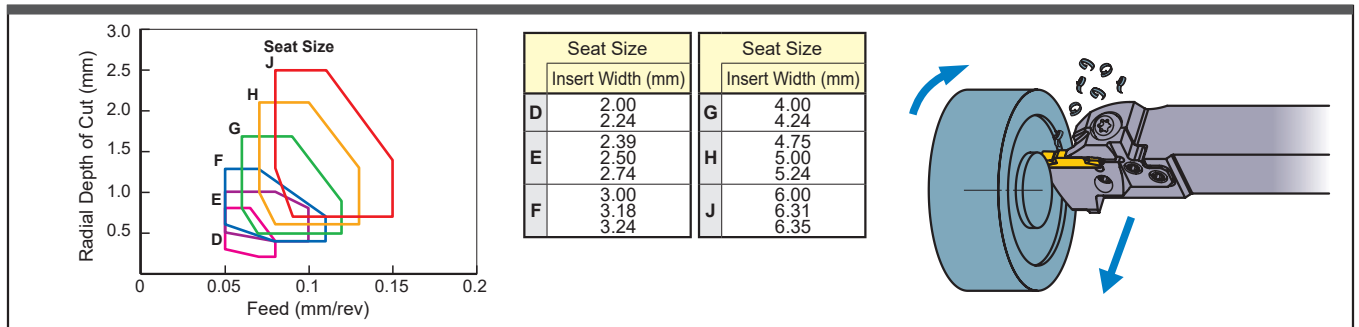 Radial Depth of Cut (mm)
3.0
2.5
2.0
1.5
1.0
0.5
Seat Size
J
H
G
F
E
D
0
0.05
0.1
0.15
0.2
Feed (mm/rev)
Seat Size
Insert Width (mm)
D
2.00
2.24
E
2.39
2.50
2.74
F
3.00
3.18
3.24
Seat Size
Insert Width (mm)
G
4.00
4.24
H
4.75
5.00
5.24
J
6.00
6.31
6.35